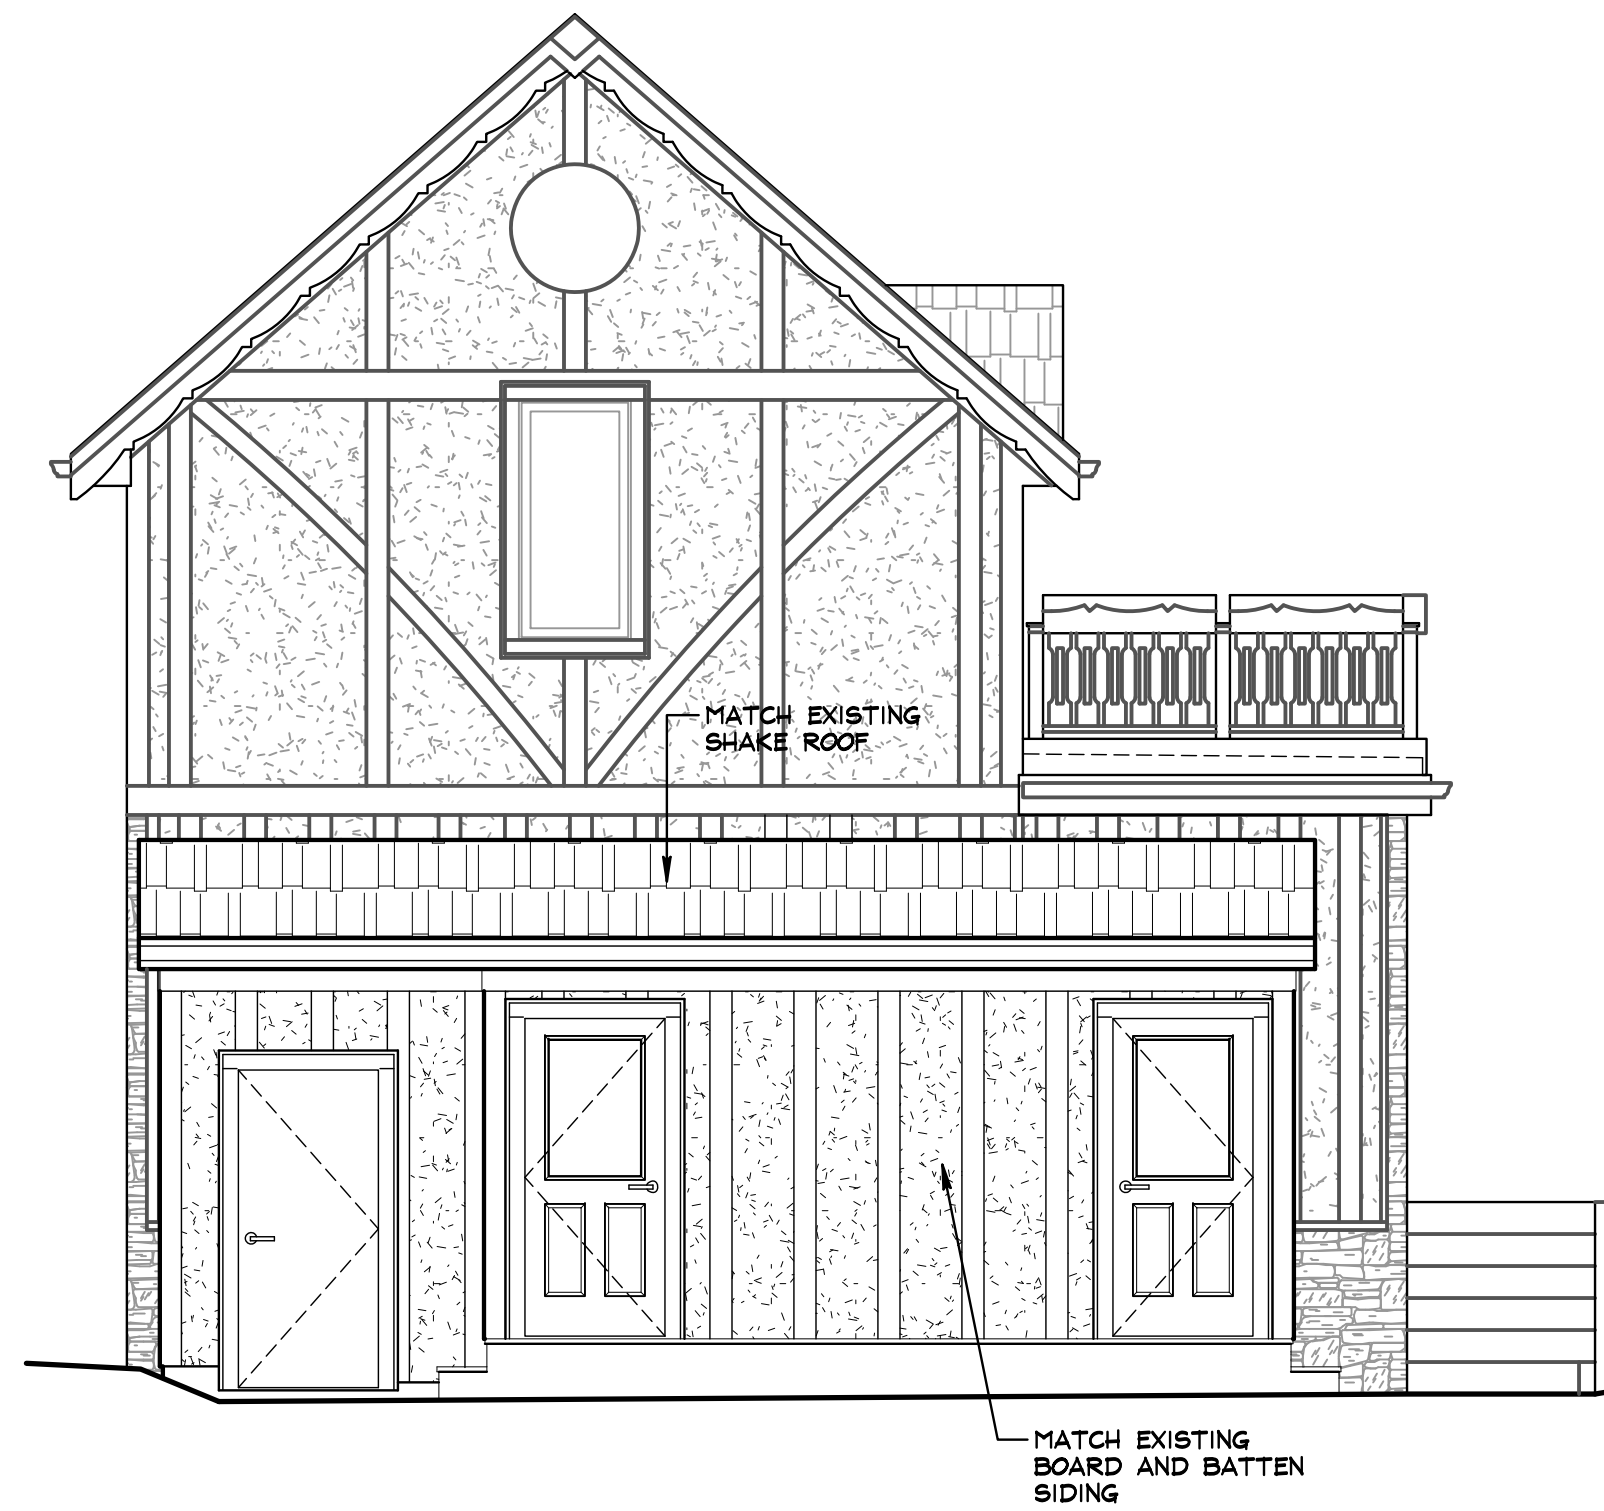 MATCH EXISTING
SHAKE ROOF
MATCH EXISTING
BOARD AND BATTEN
SIDING